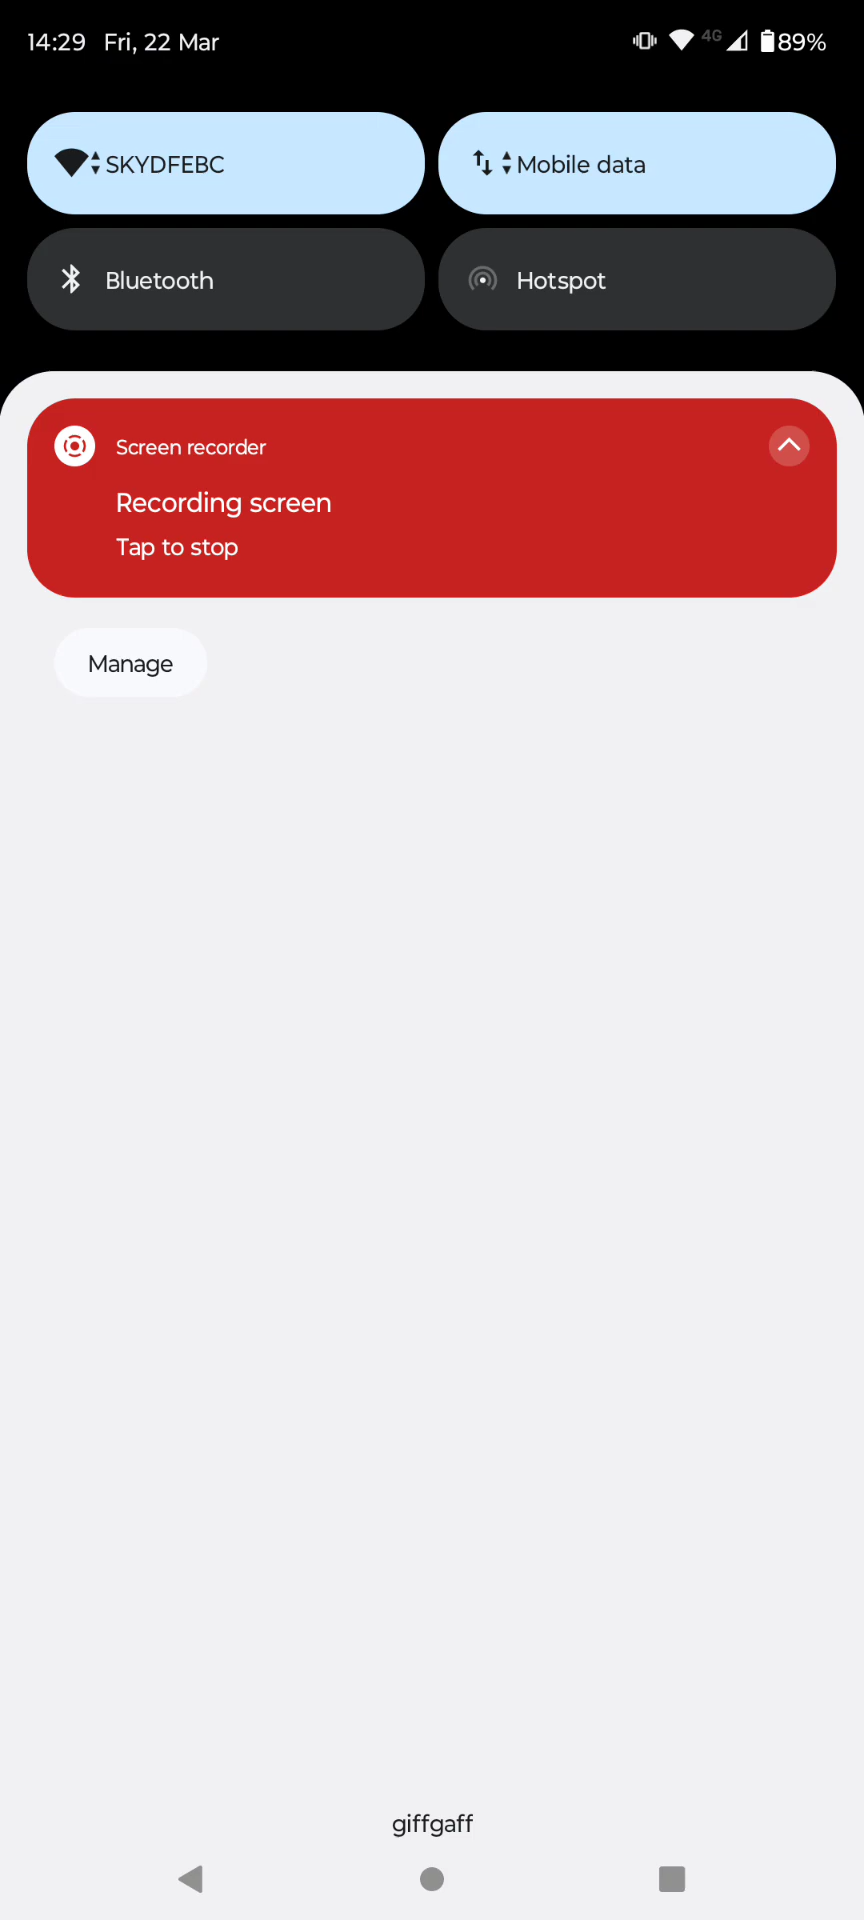 14:29 Fri, 22 Mar
4G 89%
SKYDFEBC
Mobile data
Bluetooth
Hotspot
Screen recorder
Recording screen
Tap to stop
Manage
giffgaff